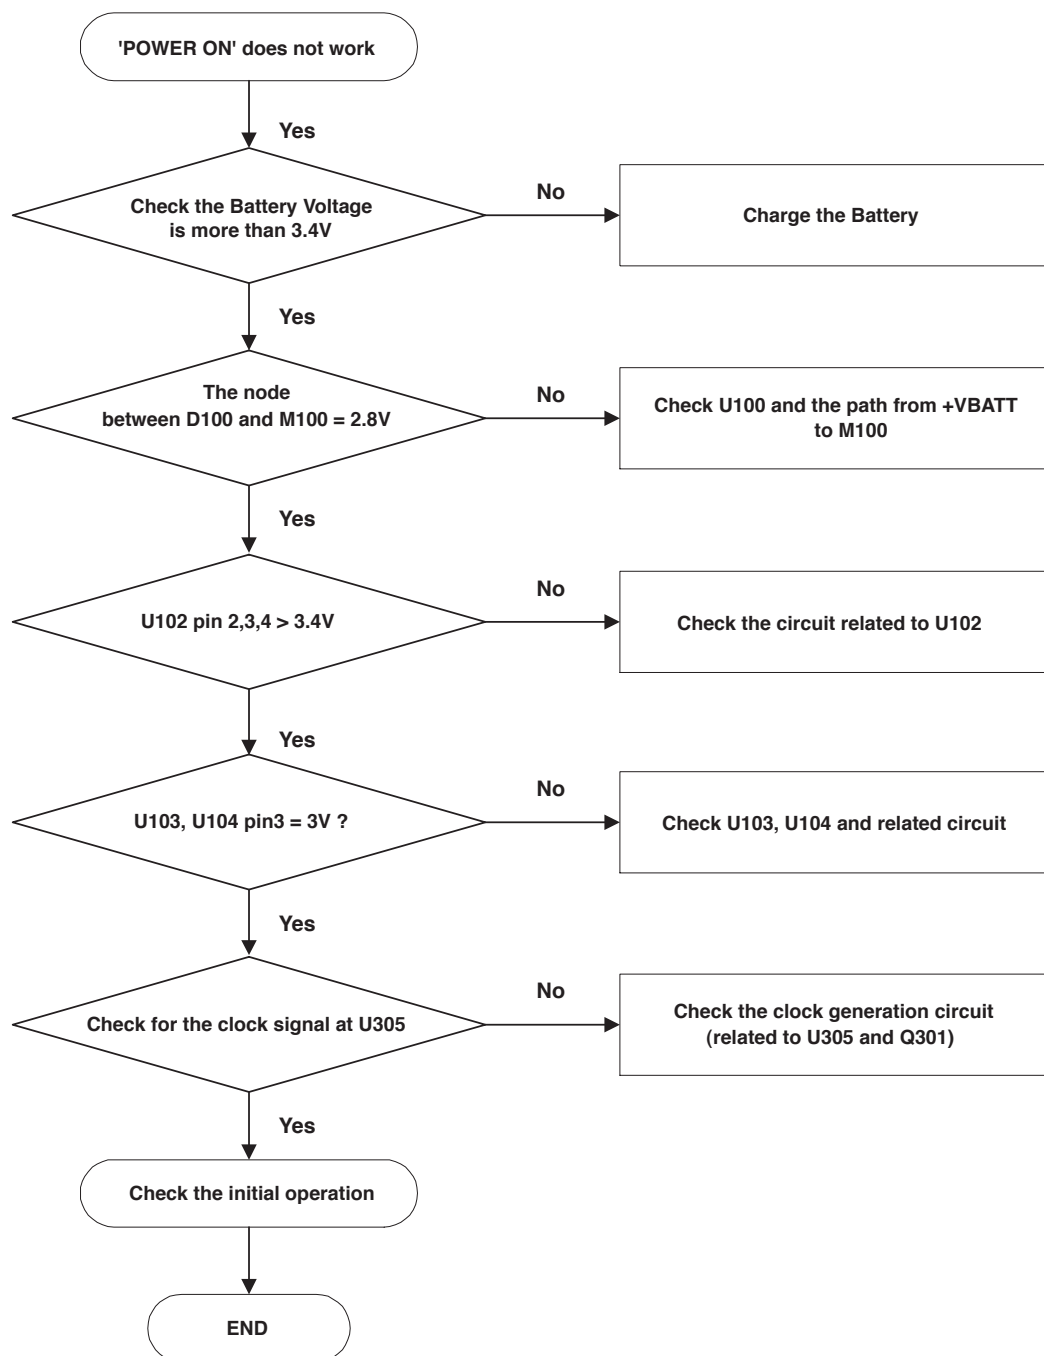 'POWER ON' does not work
Yes
Check the Battery Voltage
is more than 3.4V
No
Charge the Battery
Yes
The node
between D100 and M100 = 2.8V
No
Check U100 and the path from +VBATT
to M100
Yes
U102 pin 2,3,4 > 3.4V
No
Check the circuit related to U102
Yes
U103, U104 pin3 = 3V ?
No
Check U103, U104 and related circuit
Yes
Check for the clock signal at U305
No
Check the clock generation circuit
(related to U305 and Q301)
Yes
Check the initial operation
END